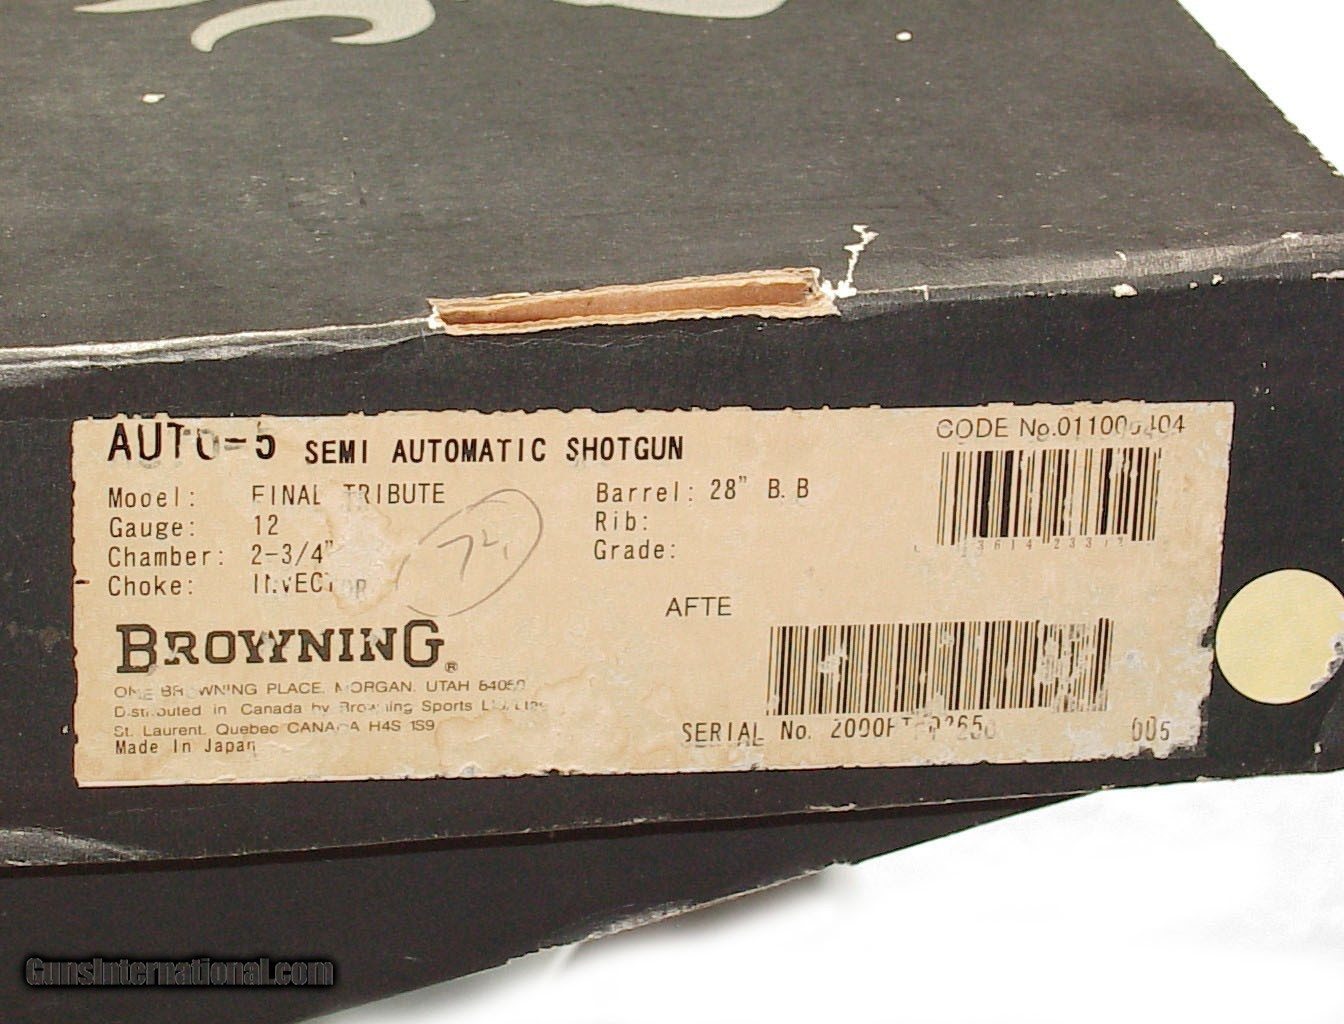 AUTO-5 SEMI AUTOMATIC SHOTGUN
CODE No.
Model: FINAL TRIBUTE
Gauge: 12
Chamber: 2-3/4"
Choke: INVECTOR
Barrel: 28" B.B
Rib:
Grade:
AFTE
BROWNING®
ONE BROWNING PLACE, MORGAN, UTAH 84050
Distributed in Canada by Browning Sports
St. Laurent, Quebec CANADA H4S 1S9
Made In Japan
SERIAL No. 005
GunsInternational.com